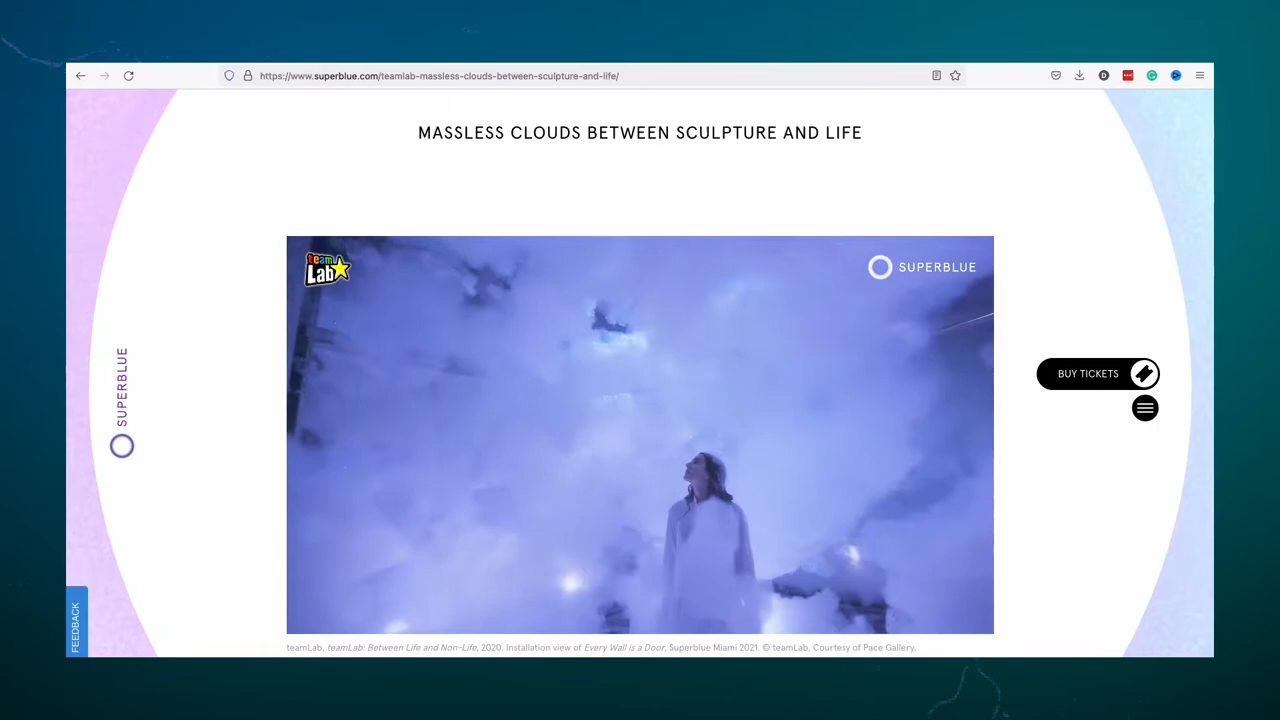 https://www.superblue.com/teamlab-massless-clouds-between-sculpture-and-life/
MASSLESS CLOUDS BETWEEN SCULPTURE AND LIFE
team
Lab
SUPERBLUE
SUPERBLUE
BUY TICKETS
FEEDBACK
teamLab, teamLab: Between Life and Non-Life, 2020. Installation view of Every Wall is a Door, Superblue Miami 2021. © teamLab, Courtesy of Pace Gallery.